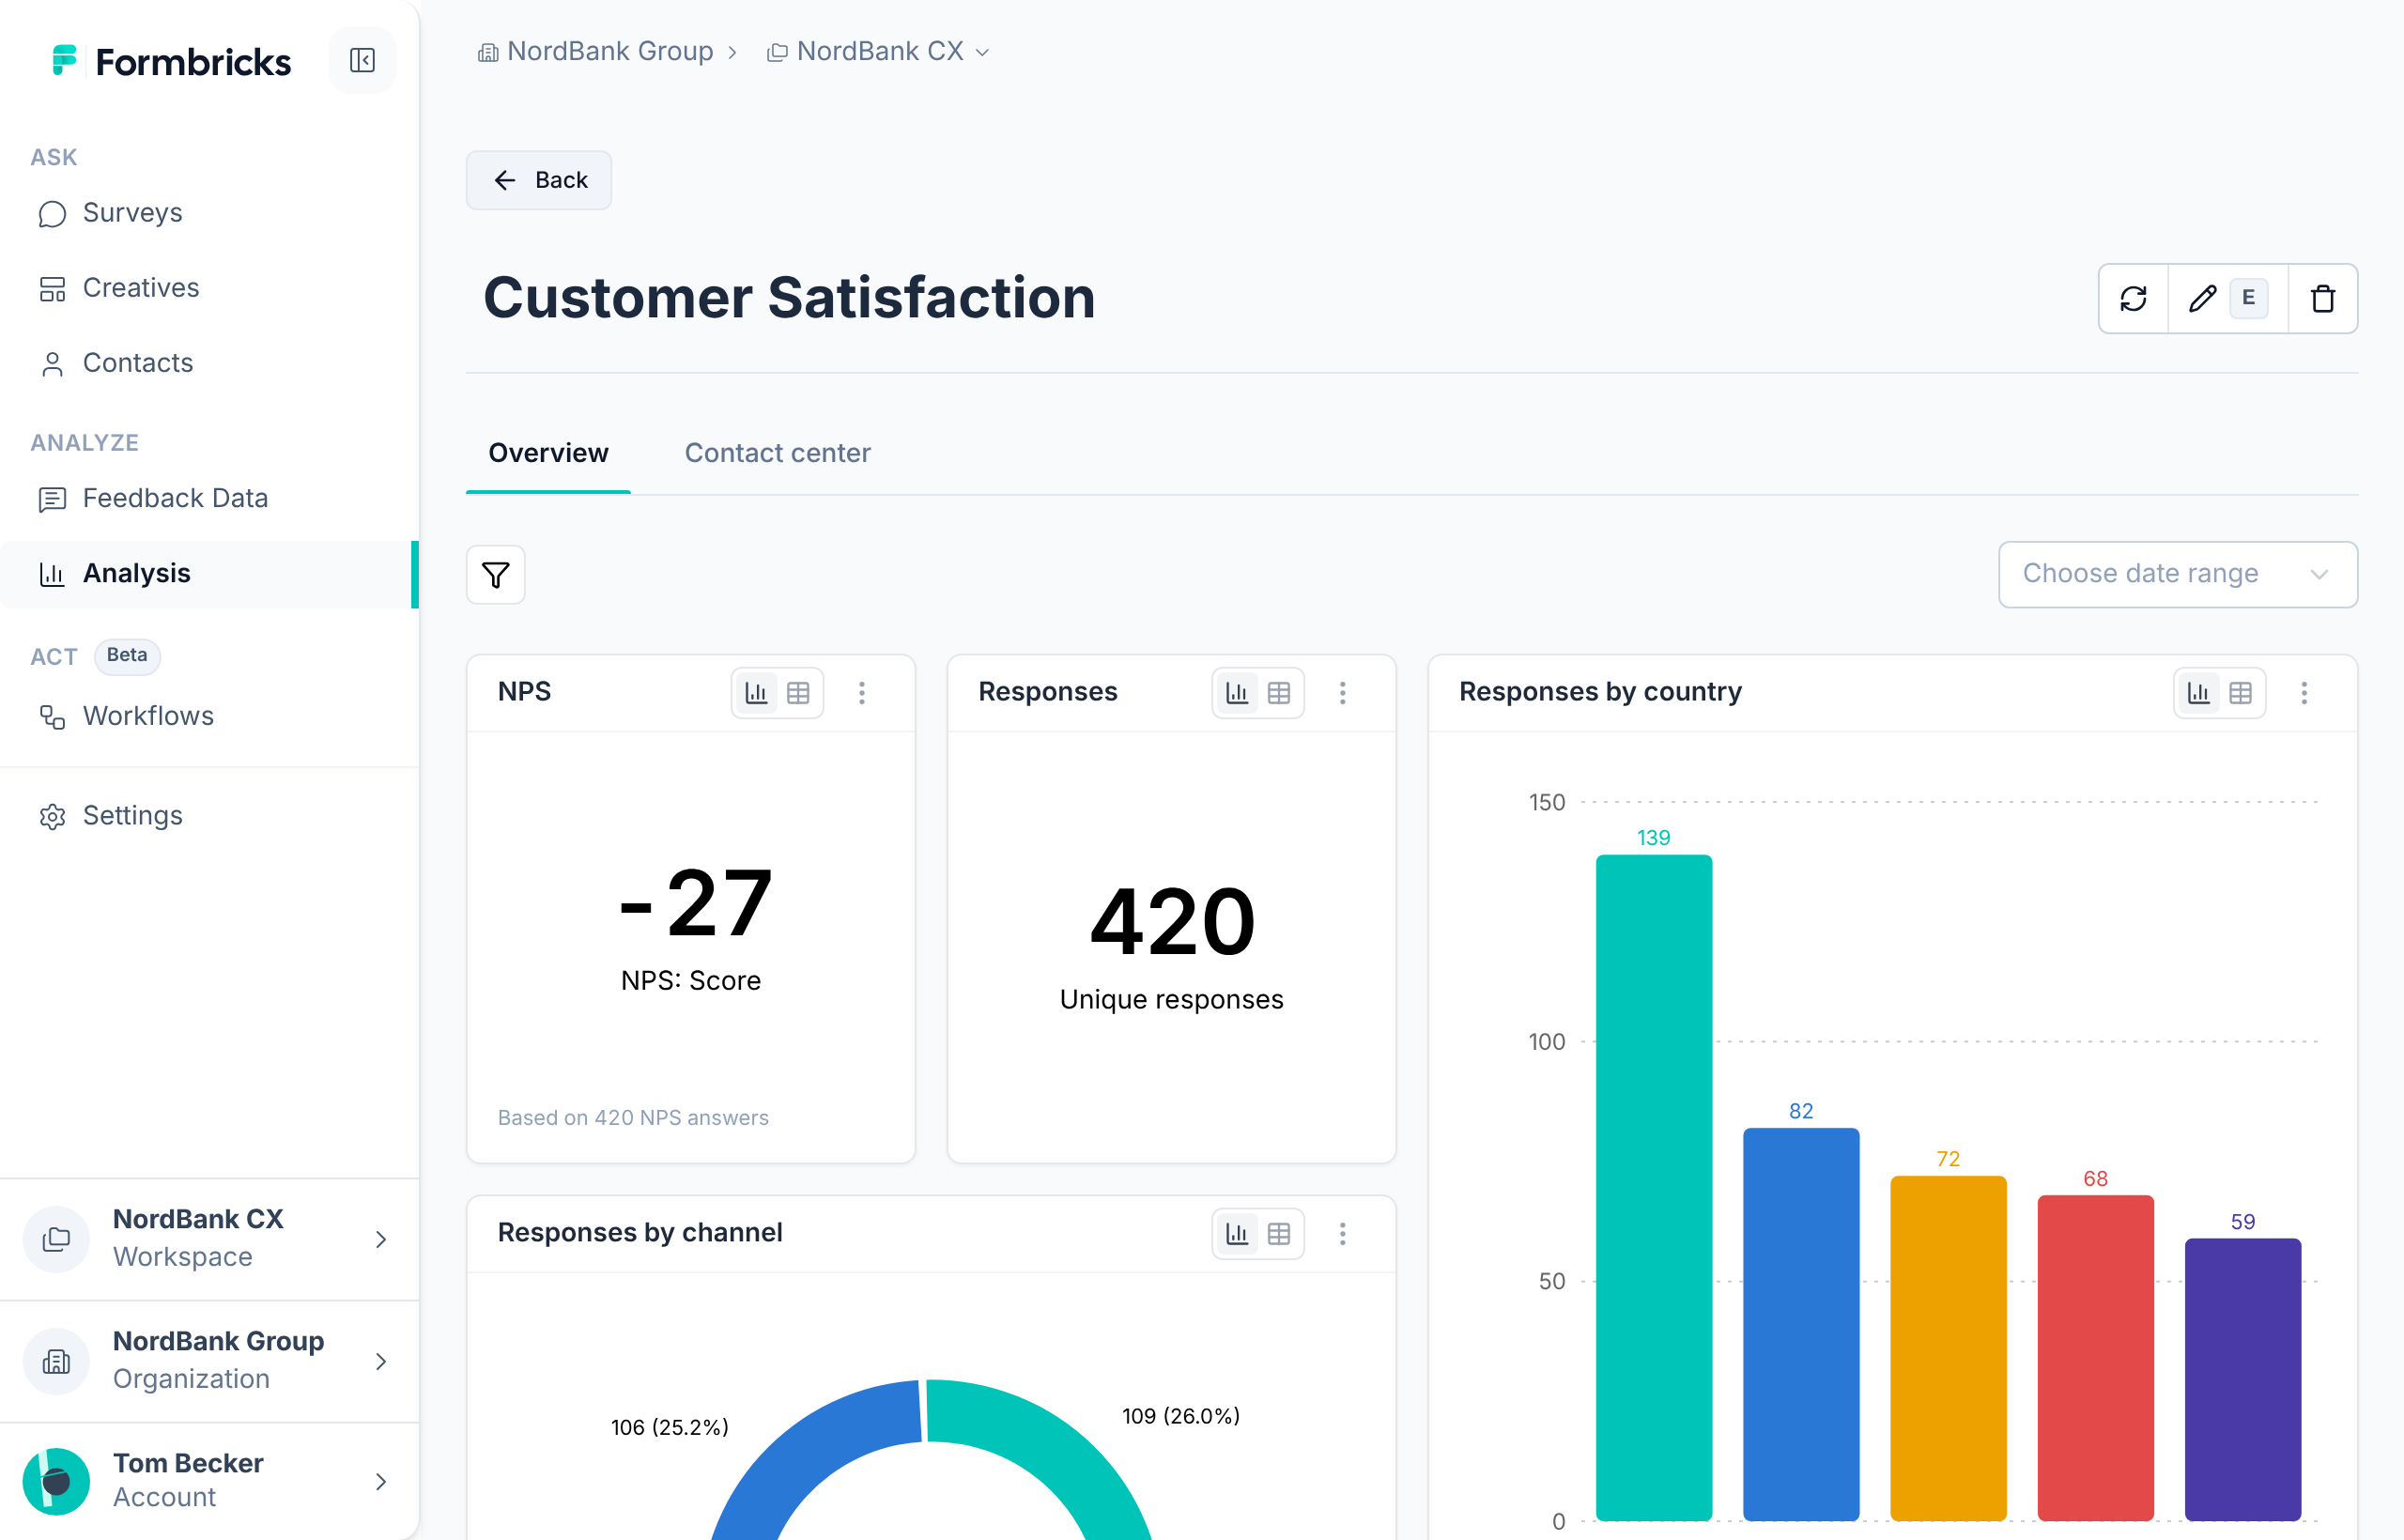 Formbricks
ASK
Surveys
Creatives
Contacts
ANALYZE
Feedback Data
Analysis
ACT Beta
Workflows
Settings
NordBank CX
Workspace
NordBank Group
Organization
Tom Becker
Account
NordBank Group NordBank CX
Back
Customer Satisfaction
E
Overview Contact center
Choose date range
NPS
-27
NPS: Score
Based on 420 NPS answers
Responses
420
Unique responses
Responses by country
150
100
50
0
139
82
72
68
59
Responses by channel
106 (25.2%)
109 (26.0%)